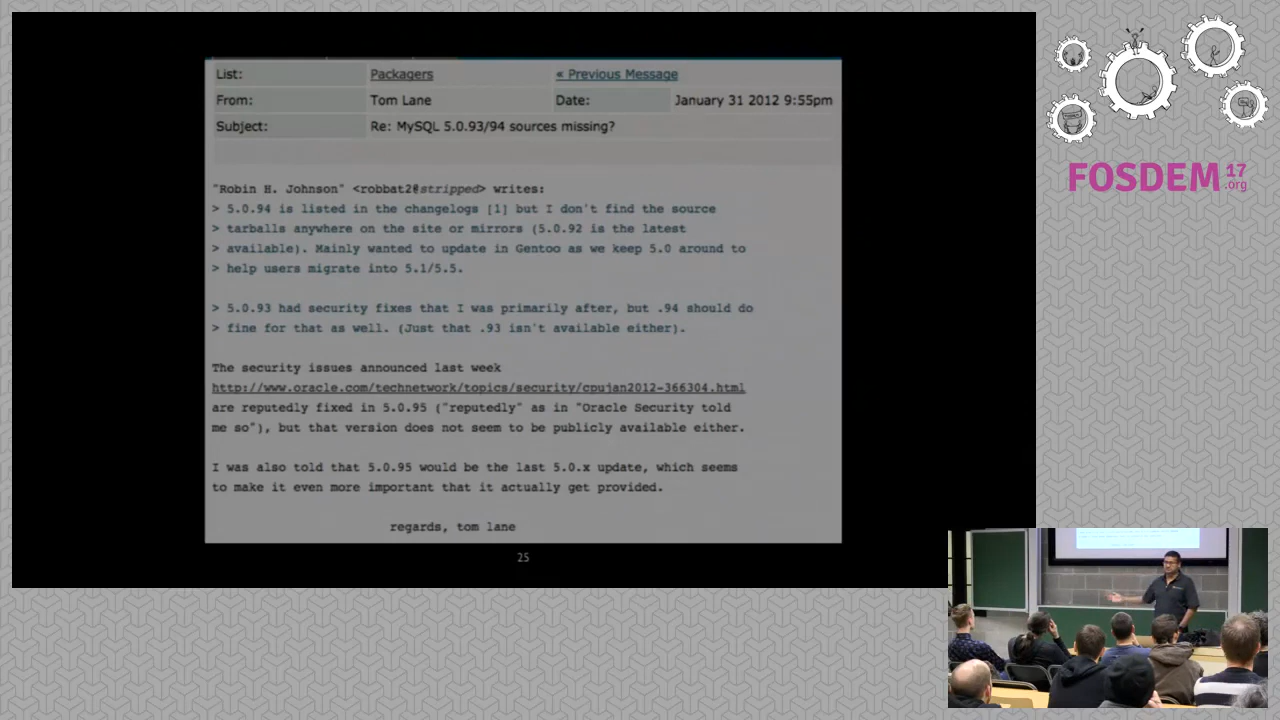 List: Packagers « Previous Message
From: Tom Lane Date: January 31 2012 9:55pm
Subject: Re: MySQL 5.0.93/94 sources missing?
"Robin H. Johnson" <robbat2@stripped> writes:
> 5.0.94 is listed in the changelogs [1] but I don't find the source
> tarballs anywhere on the site or mirrors (5.0.92 is the latest
> available). Mainly wanted to update in Gentoo as we keep 5.0 around to
> help users migrate into 5.1/5.5.
> 5.0.93 had security fixes that I was primarily after, but .94 should do
> fine for that as well. (Just that .93 isn't available either).
The security issues announced last week
http://www.oracle.com/technetwork/topics/security/cpujan2012-366304.html
are reputedly fixed in 5.0.95 ("reputedly" as in "Oracle Security told
me so"), but that version does not seem to be publicly available either.
I was also told that 5.0.95 would be the last 5.0.x update, which seems
to make it even more important that it actually get provided.
regards, tom lane
25
FOSDEM 17
.org